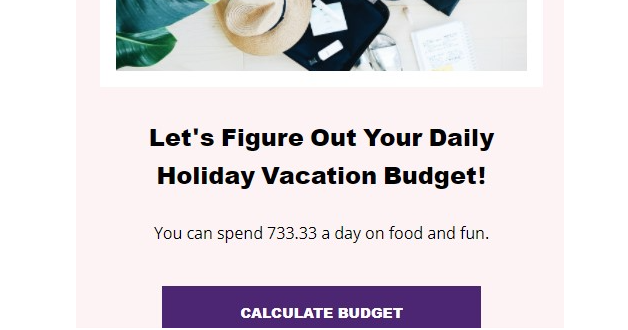 Let's Figure Out Your Daily
Holiday Vacation Budget!
You can spend 733.33 a day on food and fun.
CALCULATE BUDGET